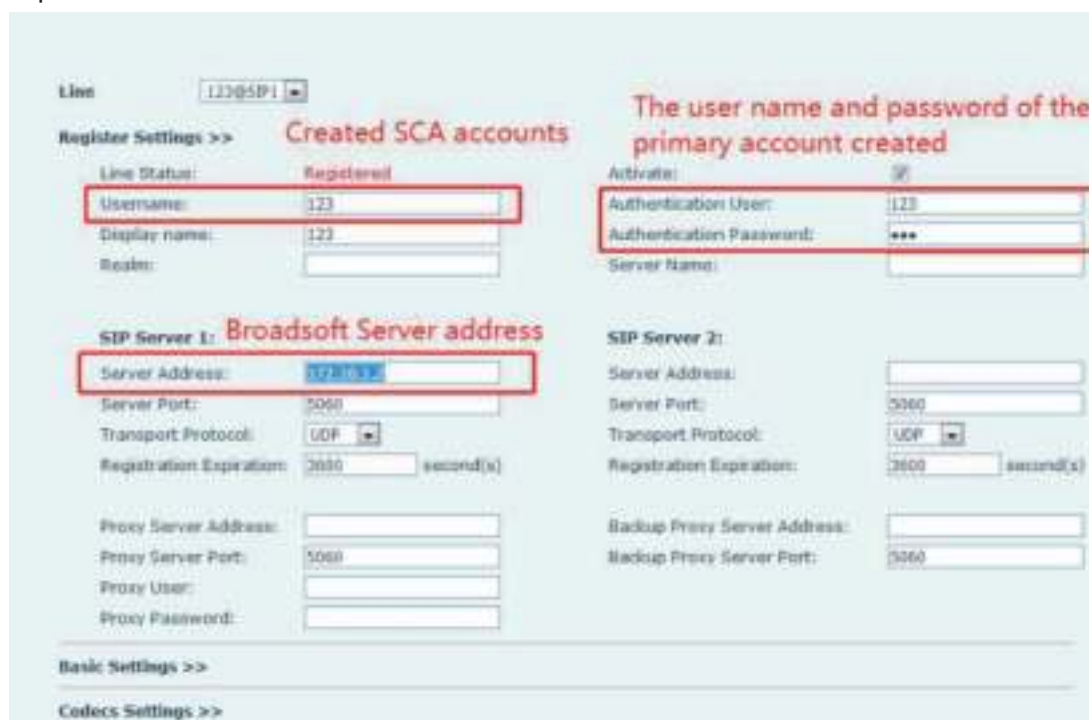 Line 123@SIP1
Register Settings >> Created SCA accounts
The user name and password of the
primary account created
Line Status: Registered Activate:
Username: 123 Authentication User: 123
Display name: 123 Authentication Password: •••
Realm: Server Name:
SIP Server 1: Broadsoft Server address SIP Server 2:
Server Address: Server Address:
Server Port: 5060 Server Port: 5060
Transport Protocol: UDP Transport Protocol: UDP
Registration Expiration: second(s) Registration Expiration: 3600 second(s)
Proxy Server Address: Backup Proxy Server Address:
Proxy Server Port: 5060 Backup Proxy Server Port: 5060
Proxy User:
Proxy Password:
Basic Settings >>
Codecs Settings >>